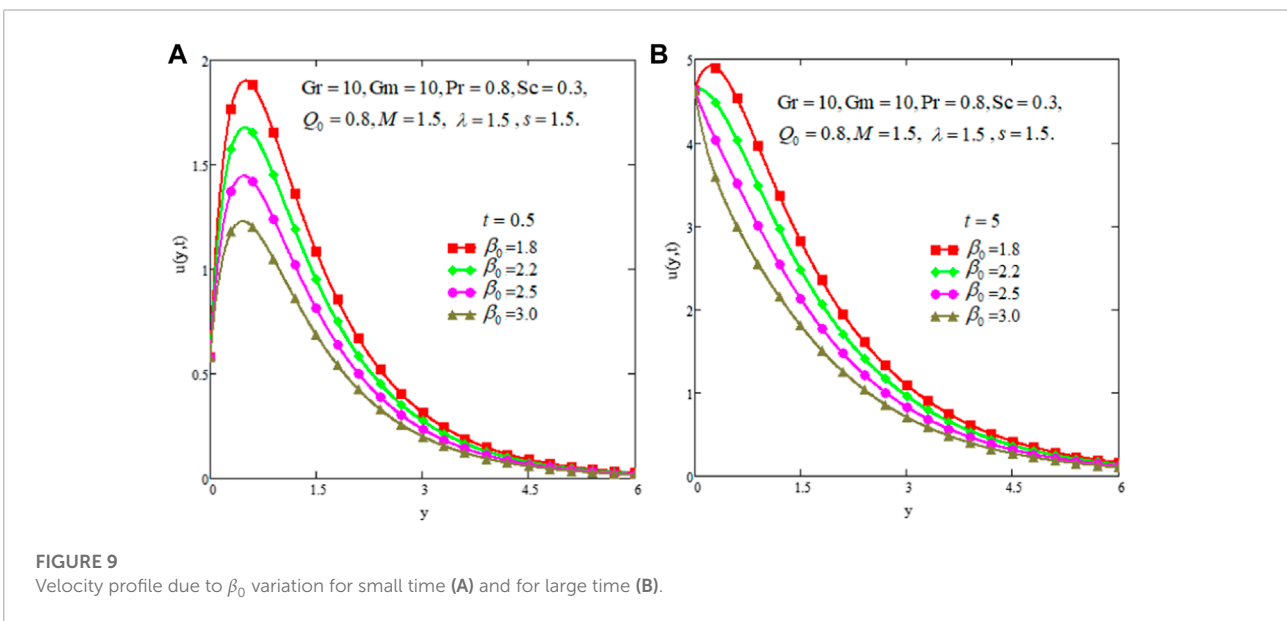 A
2
1.5
1
0.5
0
u(y,t)
Gr = 10, Gm = 10, Pr = 0.8, Sc = 0.3,
Q₀ = 0.8, M = 1.5, λ = 1.5 , s = 1.5.
t = 0.5
β₀=1.8
β₀=2.2
β₀=2.5
β₀=3.0
0 1.5 3 4.5 6
y
B
5
4
3
2
1
0
u(y,t)
Gr = 10, Gm = 10, Pr = 0.8, Sc = 0.3,
Q₀ = 0.8, M = 1.5, λ = 1.5 , s = 1.5.
t = 5
β₀=1.8
β₀=2.2
β₀=2.5
β₀=3.0
0 1.5 3 4.5 6
y
FIGURE 9
Velocity profile due to β₀ variation for small time (A) and for large time (B).